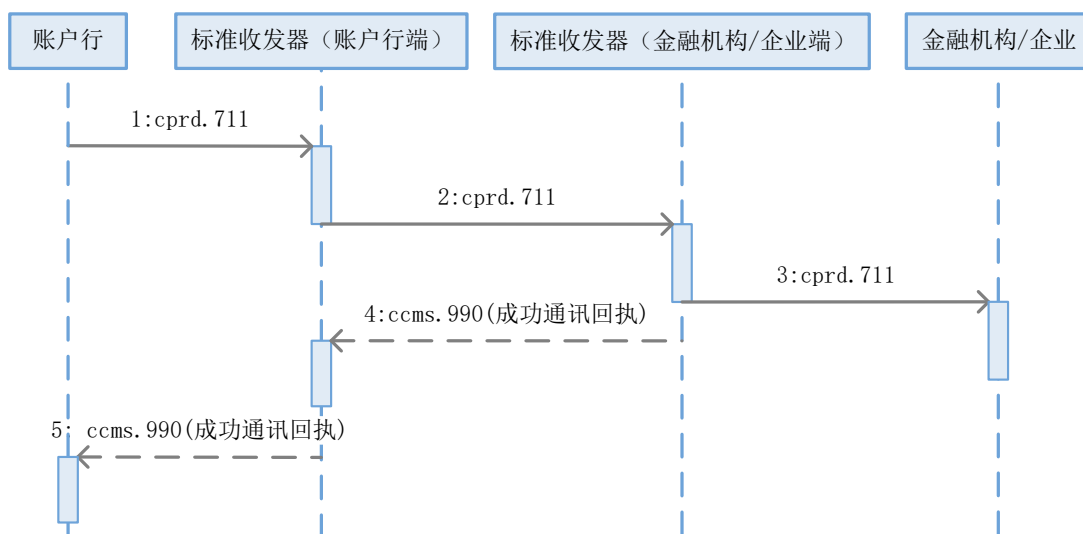 账户行
标准收发器（账户行端）
标准收发器（金融机构/企业端）
金融机构/企业
1:cprd.711
2:cprd.711
3:cprd.711
4:ccms.990(成功通讯回执)
5: ccms.990(成功通讯回执)